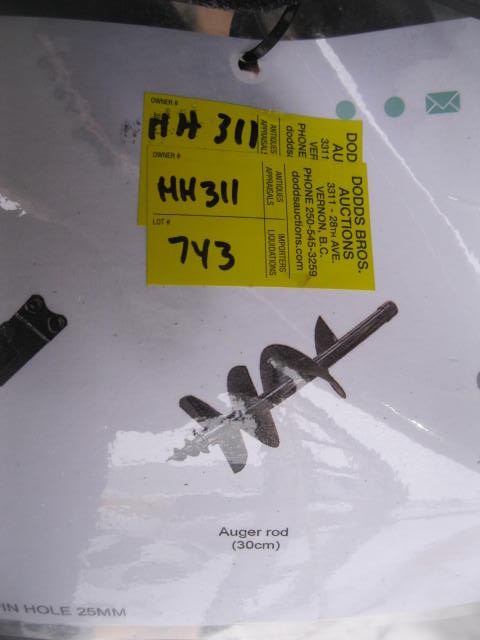 OWNER #
HH 311
ANTIQUES
APPRAISALS
DOD
AU
3311
VER
PHONE
dodds
OWNER #
HH311
ANTIQUES
APPRAISALS
LOT #
743
IMPORTERS
LIQUIDATIONS
DODDS BROS.
AUCTIONS
3311 - 28TH AVE.
VERNON, B.C.
PHONE 250-545-3259
doddsauctions.com
Auger rod
(30cm)
IN HOLE 25MM